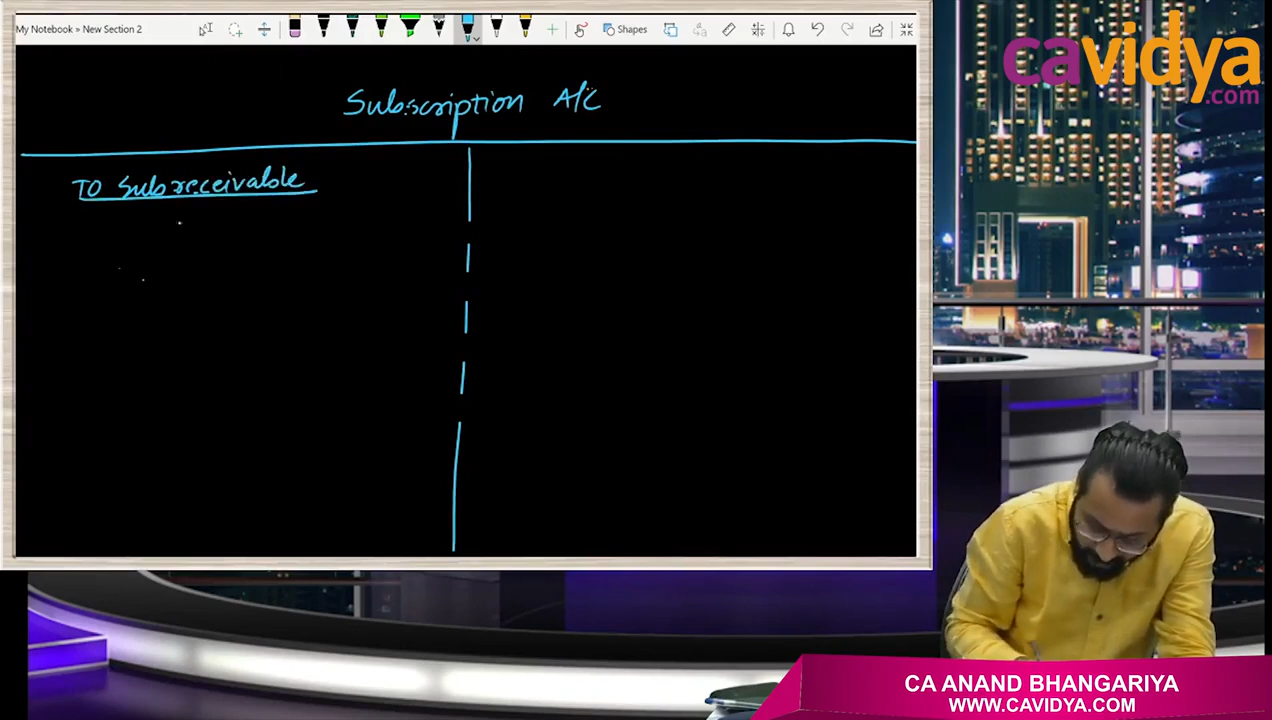 My Notebook » New Section 2
Shapes
cavidya
.com
Subscription A/C
TO Sub receivable
CA ANAND BHANGARIYA
WWW.CAVIDYA.COM